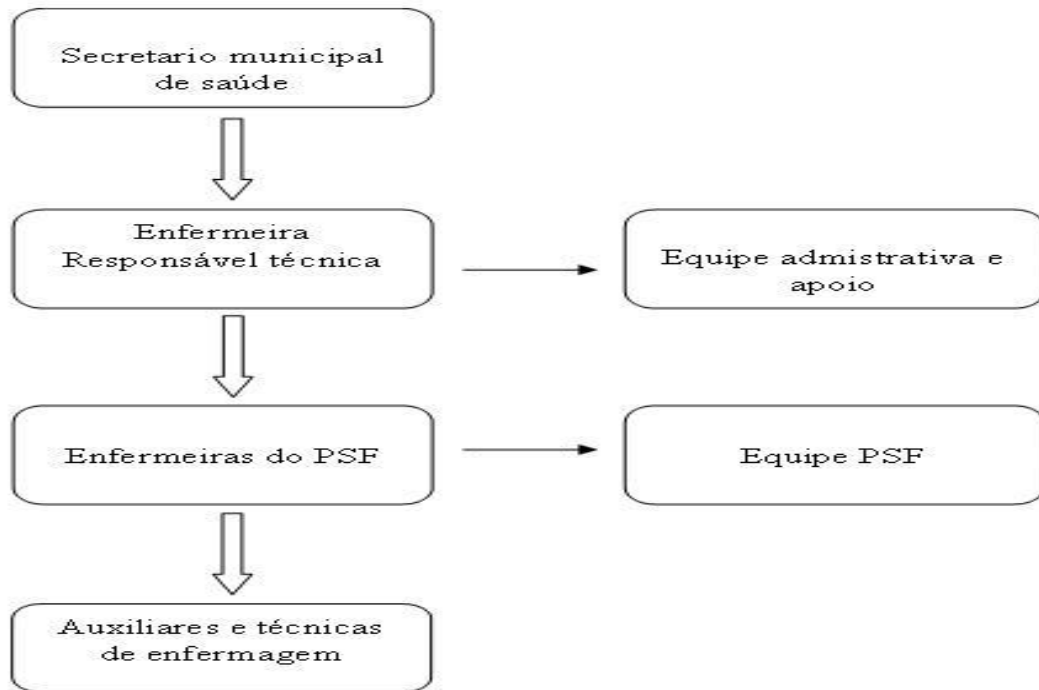 Secretario municipal
de saúde
Enfermeira
Responsável técnica
Equipe admistrativa e
apoio
Enfermeiras do PSF
Equipe PSF
Auxiliares e técnicas
de enfermagem